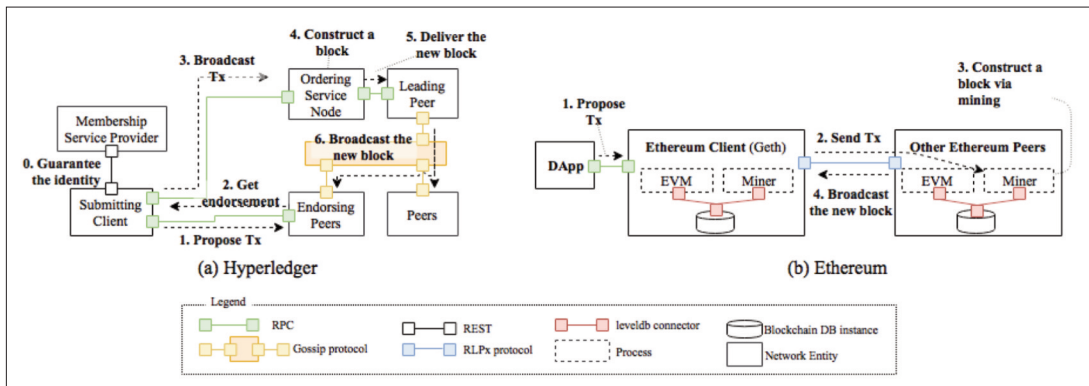 4. Construct a
block
5. Deliver the
new block
3. Broadcast
Tx
Ordering
Service
Node
Leading
Peer
Membership
Service Provider
6. Broadcast the
new block
0. Guarantee
the identity
2. Get
endorsement
Submitting
Client
Endorsing
Peers
Peers
1. Propose Tx
(a) Hyperledger
1. Propose
Tx
DApp
Ethereum Client (Geth)
EVM
Miner
2. Send Tx
4. Broadcast
the new block
3. Construct a
block via
mining
Other Ethereum Peers
EVM
Miner
(b) Ethereum
Legend
RPC
REST
leveldb connector
Blockchain DB instance
Gossip protocol
RLPx protocol
Process
Network Entity